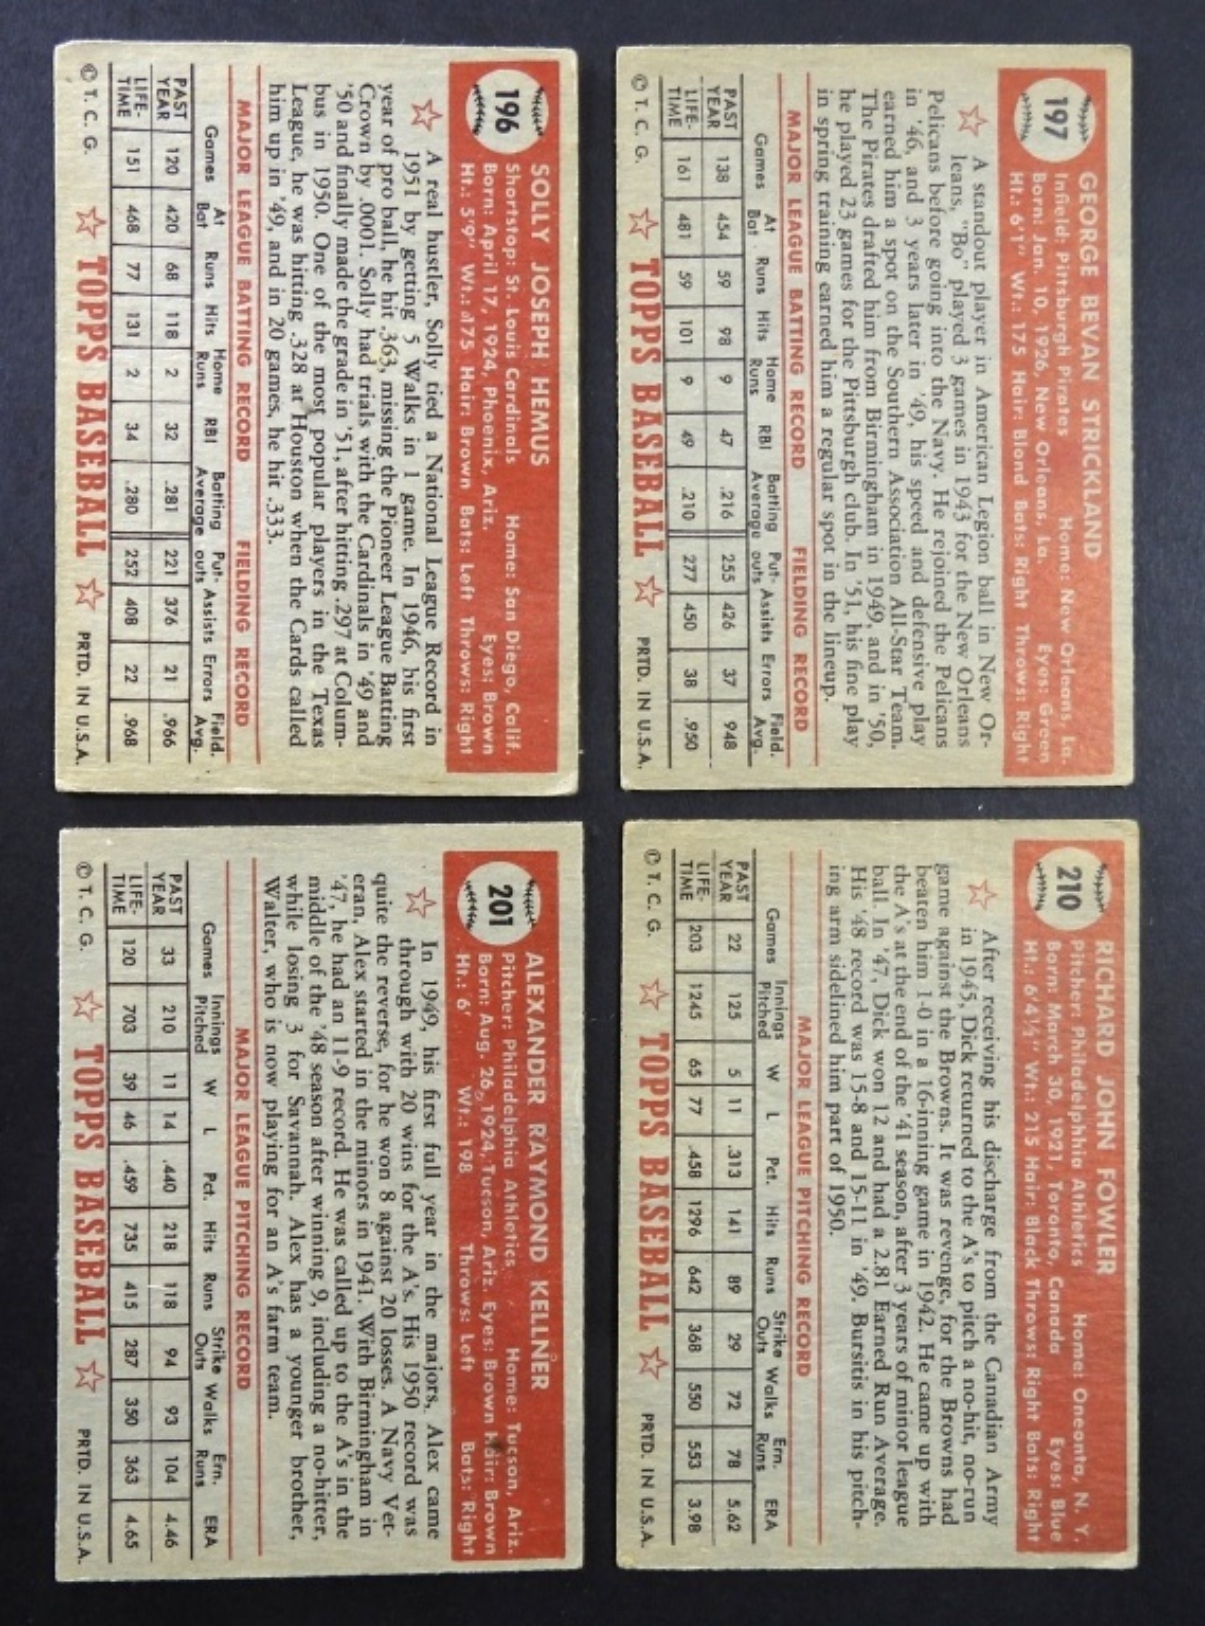 197
GEORGE BEVAN STRICKLAND
Infield: Pittsburgh Pirates Home: New Orleans, La.
Born: Jan. 10, 1926, New Orleans, La. Eyes: Green
Ht.: 6'1" Wt.: 175 Hair: Blond Bats: Right Throws: Right
A standout player in American Legion ball in New Or-
leans, "Bo" played 3 games in 1943 for the New Orleans
Pelicans before going into the Navy. He rejoined the Pelicans
in '46, and 3 years later in '49, his speed and defensive play
earned him a spot on the Southern Association All-Star Team.
The Pirates drafted him from Birmingham in 1949, and in '50,
he played 23 games for the Pittsburgh club. In '51, his fine play
in spring training earned him a regular spot in the lineup.
MAJOR LEAGUE BATTING RECORD FIELDING RECORD
Games At Bat Runs Hits Home Runs RBI Batting Average Put-outs Assists Errors Field. Avg.
PAST YEAR 138 454 59 98 9 47 .216 255 426 37 .948
LIFE-TIME 161 481 59 101 9 49 .210 277 450 38 .950
© T. C. G. TOPPS BASEBALL PRTD. IN U.S.A.
210
RICHARD JOHN FOWLER
Pitcher: Philadelphia Athletics Home: Oneonta, N. Y.
Born: March 30, 1921, Toronto, Canada Eyes: Blue
Ht.: 6'4½" Wt.: 215 Hair: Black Throws: Right Bats: Right
After receiving his discharge from the Canadian Army
in 1945, Dick returned to the A's to pitch a no-hit, no-run
game against the Browns. It was revenge, for the Browns had
beaten him 1-0 in a 16-inning game in 1942. He came up with
the A's at the end of the '41 season, after 3 years of minor league
ball. In '47, Dick won 12 and had a 2.81 Earned Run Average.
His '48 record was 15-8 and 15-11 in '49. Bursitis in his pitch-
ing arm sidelined him part of 1950.
MAJOR LEAGUE PITCHING RECORD
Games Innings Pitched W L Pct. Hits Runs Strike Outs Walks Ern. Runs ERA
PAST YEAR 22 125 5 11 .313 141 89 29 72 78 5.62
LIFE-TIME 203 1245 65 77 .458 1296 642 368 550 553 3.98
© T. C. G. TOPPS BASEBALL PRTD. IN U.S.A.
196
SOLLY JOSEPH HEMUS
Shortstop: St. Louis Cardinals Home: San Diego, Calif.
Born: April 17, 1924, Phoenix, Ariz. Eyes: Brown
Ht.: 5'9" Wt.: 175 Hair: Brown Bats: Left Throws: Right
A real hustler, Solly tied a National League Record in
1951 by getting 5 Walks in 1 game. In 1946, his first
year of pro ball, he hit .363, missing the Pioneer League Batting
Crown by .0001. Solly had trials with the Cardinals in '49 and
'50 and finally made the grade in '51, after hitting .297 at Colum-
bus in 1950. One of the most popular players in the Texas
League, he was hitting .328 at Houston when the Cards called
him up in '49, and in 20 games, he hit .333.
MAJOR LEAGUE BATTING RECORD FIELDING RECORD
Games At Bat Runs Hits Home Runs RBI Batting Average Put-outs Assists Errors Field. Avg.
PAST YEAR 120 420 68 118 2 32 .281 221 376 21 .966
LIFE-TIME 151 468 77 131 2 34 .280 252 408 22 .968
© T. C. G. TOPPS BASEBALL PRTD. IN U.S.A.
201
ALEXANDER RAYMOND KELLNER
Pitcher: Philadelphia Athletics Home: Tucson, Ariz.
Born: Aug. 26, 1924, Tucson, Ariz. Eyes: Brown Hair: Brown
Ht.: 6' Wt.: 198 Throws: Left Bats: Right
In 1949, his first full year in the majors, Alex came
through with 20 wins for the A's. His 1950 record was
quite the reverse, for he won 8 against 20 losses. A Navy Vet-
eran, Alex started in the minors in 1941. With Birmingham in
'47, he had an 11-9 record. He was called up to the A's in the
middle of the '48 season after winning 9, including a no-hitter,
while losing 3 for Savannah. Alex has a younger brother,
Walter, who is now playing for an A's farm team.
MAJOR LEAGUE PITCHING RECORD
Games Innings Pitched W L Pct. Hits Runs Strike Outs Walks Ern. Runs ERA
PAST YEAR 33 210 11 14 .440 218 118 94 93 104 4.46
LIFE-TIME 120 703 39 46 .459 735 415 287 350 363 4.65
© T. C. G. TOPPS BASEBALL PRTD. IN U.S.A.